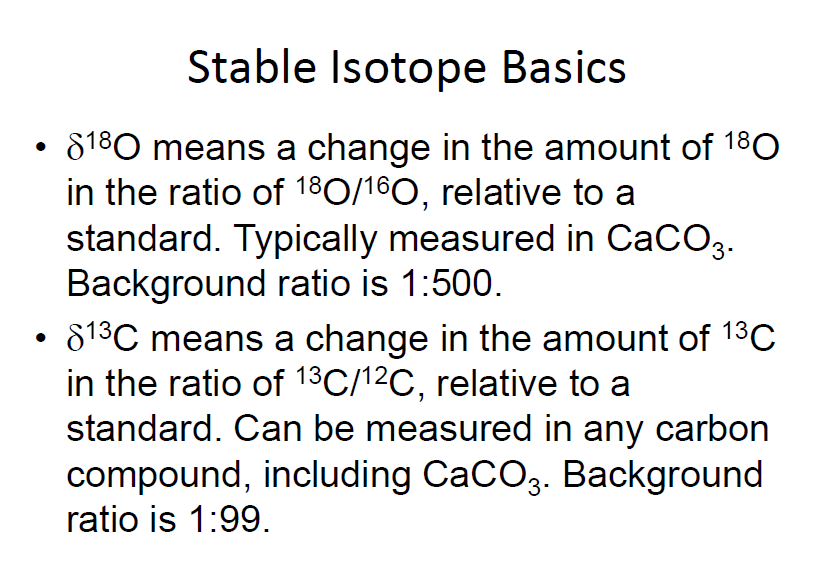 Stable Isotope Basics
• δ¹⁸O means a change in the amount of ¹⁸O
in the ratio of ¹⁸O/¹⁶O, relative to a
standard. Typically measured in CaCO₃.
Background ratio is 1:500.
• δ¹³C means a change in the amount of ¹³C
in the ratio of ¹³C/¹²C, relative to a
standard. Can be measured in any carbon
compound, including CaCO₃. Background
ratio is 1:99.